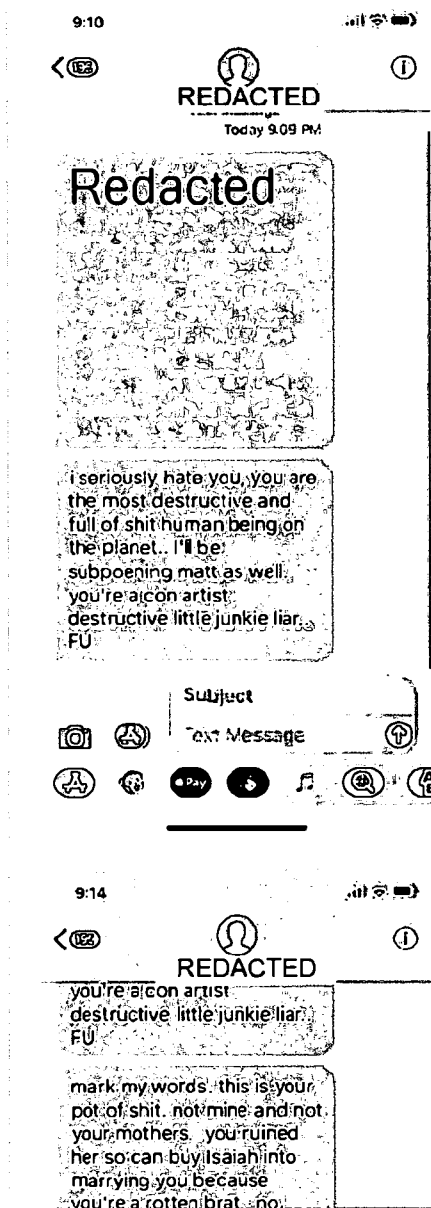 9:10
REDACTED
Today 9:09 PM
Redacted
i seriously hate you, you are
the most destructive and
full of shit human being on
the planet.. I'll be
subpoening matt as well.
you're a con artist
destructive little junkie liar..
FU
Subject
Text Message
Pay
9:14
REDACTED
you're a con artist
destructive little junkie liar..
FU
mark my words. this is your
pot of shit. not mine and not
your mothers. you ruined
her so can buy Isaiah into
marrying you because
you're a rotten brat. no